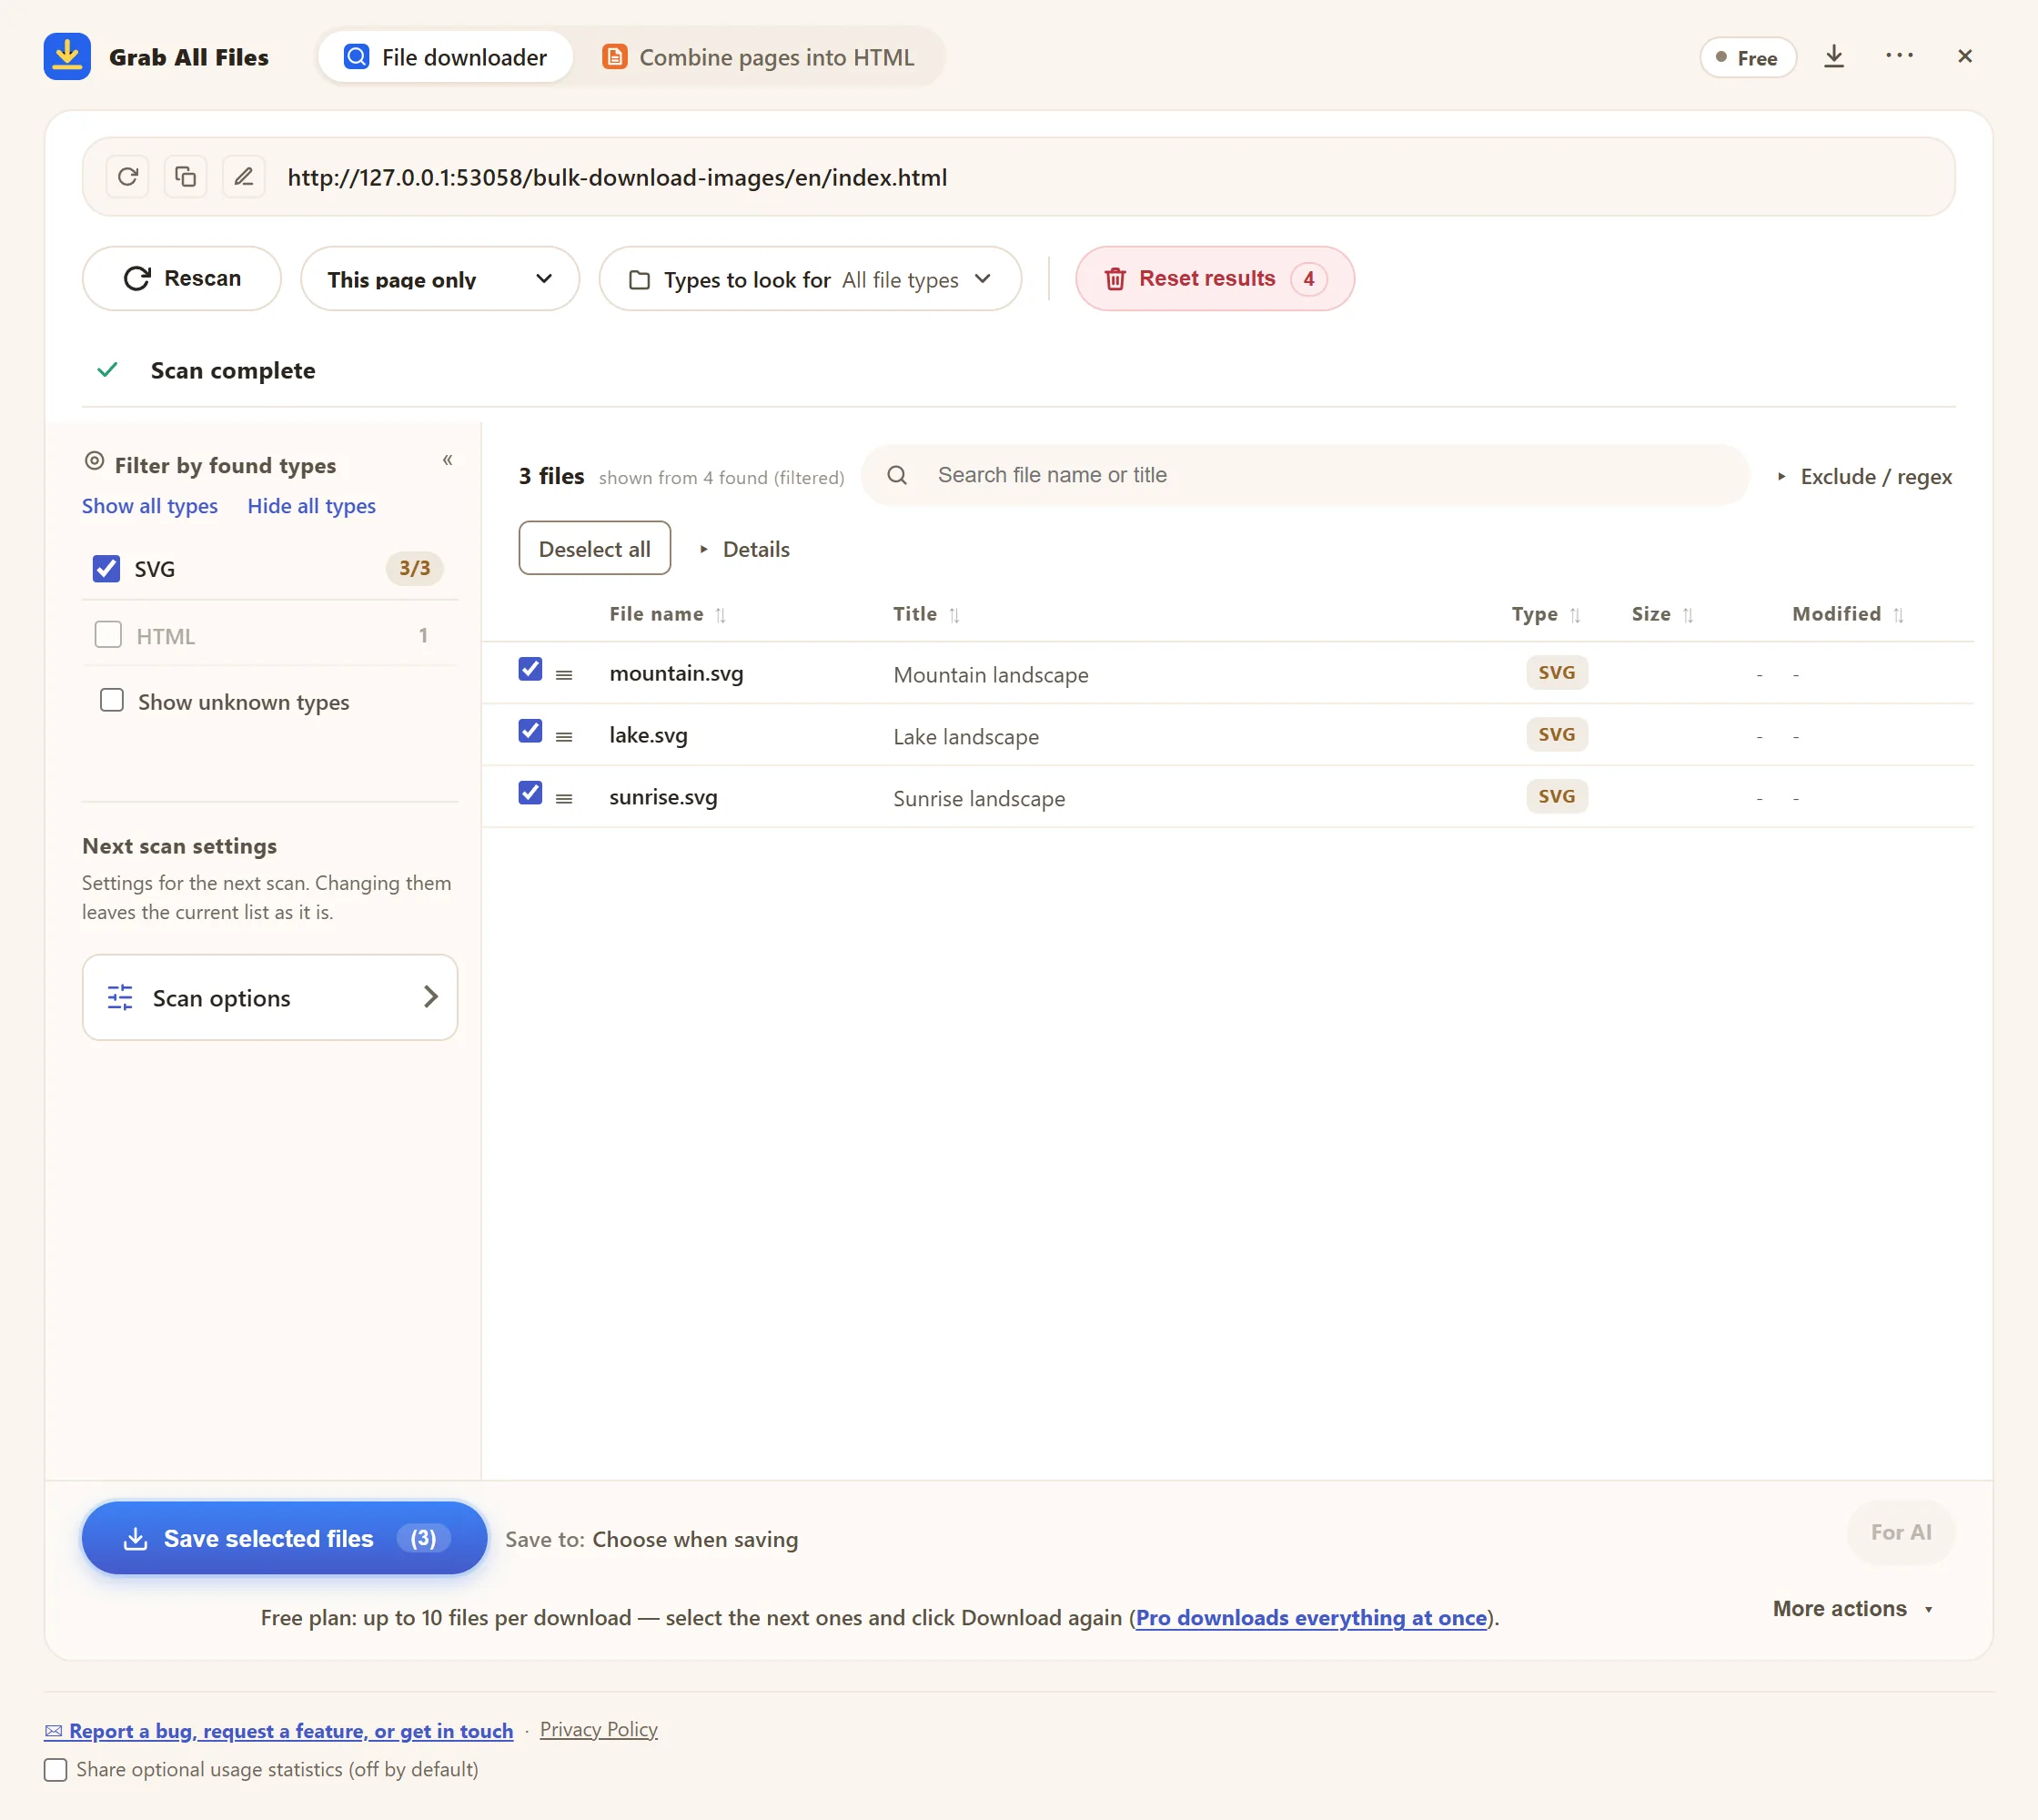 Grab All Files
File downloader
Combine pages into HTML
Free
http://127.0.0.1:53058/bulk-download-images/en/index.html
Rescan
This page only
Types to look for All file types
Reset results 4
Scan complete
Filter by found types «
Show all types Hide all types
SVG 3/3
HTML 1
Show unknown types
Next scan settings
Settings for the next scan. Changing them
leaves the current list as it is.
Scan options
3 files shown from 4 found (filtered)
Search file name or title
Exclude / regex
Deselect all
Details
File name Title Type Size Modified
mountain.svg Mountain landscape SVG - -
lake.svg Lake landscape SVG - -
sunrise.svg Sunrise landscape SVG - -
Save selected files (3)
Save to: Choose when saving
For AI
Free plan: up to 10 files per download — select the next ones and click Download again (Pro downloads everything at once).
More actions
Report a bug, request a feature, or get in touch · Privacy Policy
Share optional usage statistics (off by default)